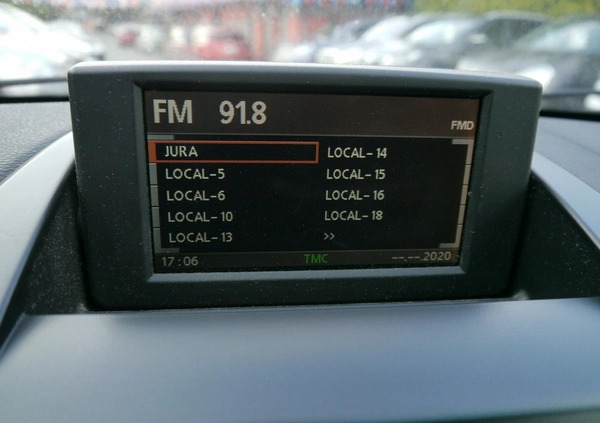 FM 91.8
FMD
JURA LOCAL-14
LOCAL-5 LOCAL-15
LOCAL-6 LOCAL-16
LOCAL-10 LOCAL-18
LOCAL-13 >>
17:06 TMC --.--.2020